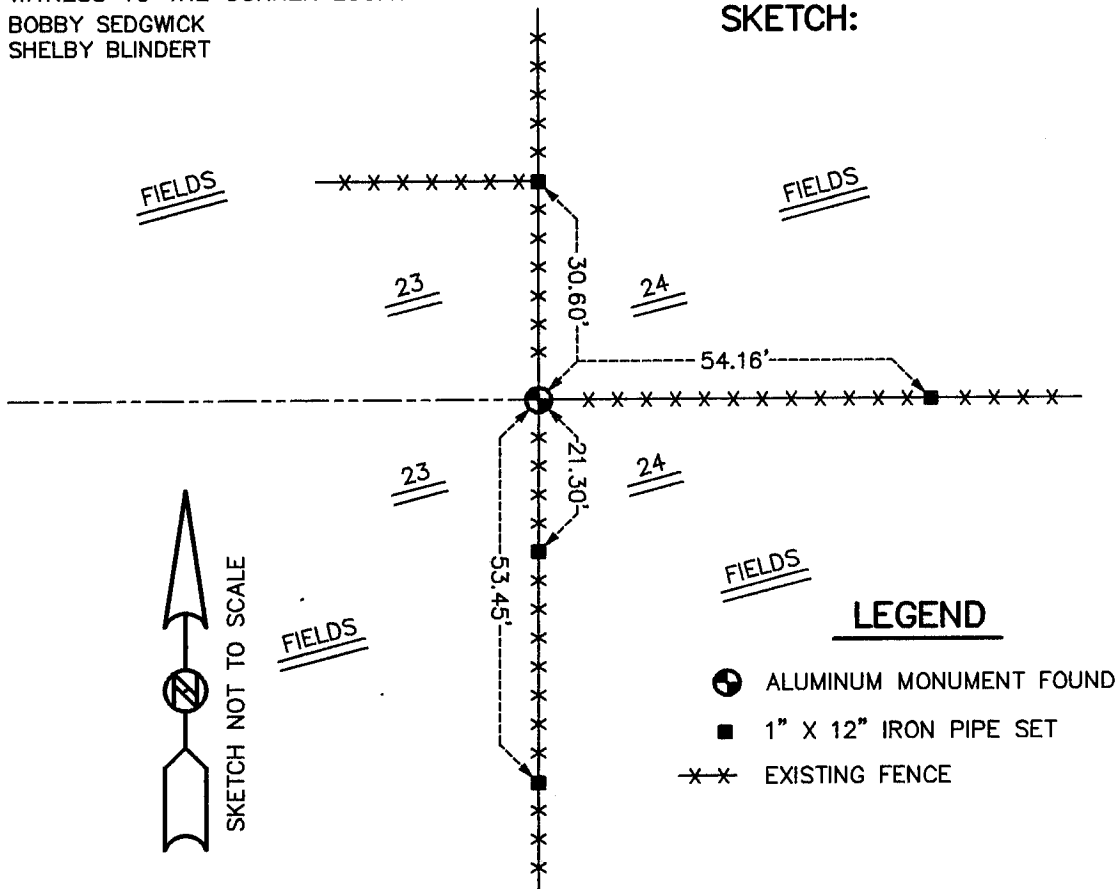 BOBBY SEDGWICK
SHELBY BLINDERT
SKETCH:
FIELDS
FIELDS
23
24
30.60'
54.16'
23
24
21.30'
53.45'
FIELDS
FIELDS
SKETCH NOT TO SCALE
N
LEGEND
ALUMINUM MONUMENT FOUND
1" X 12" IRON PIPE SET
EXISTING FENCE